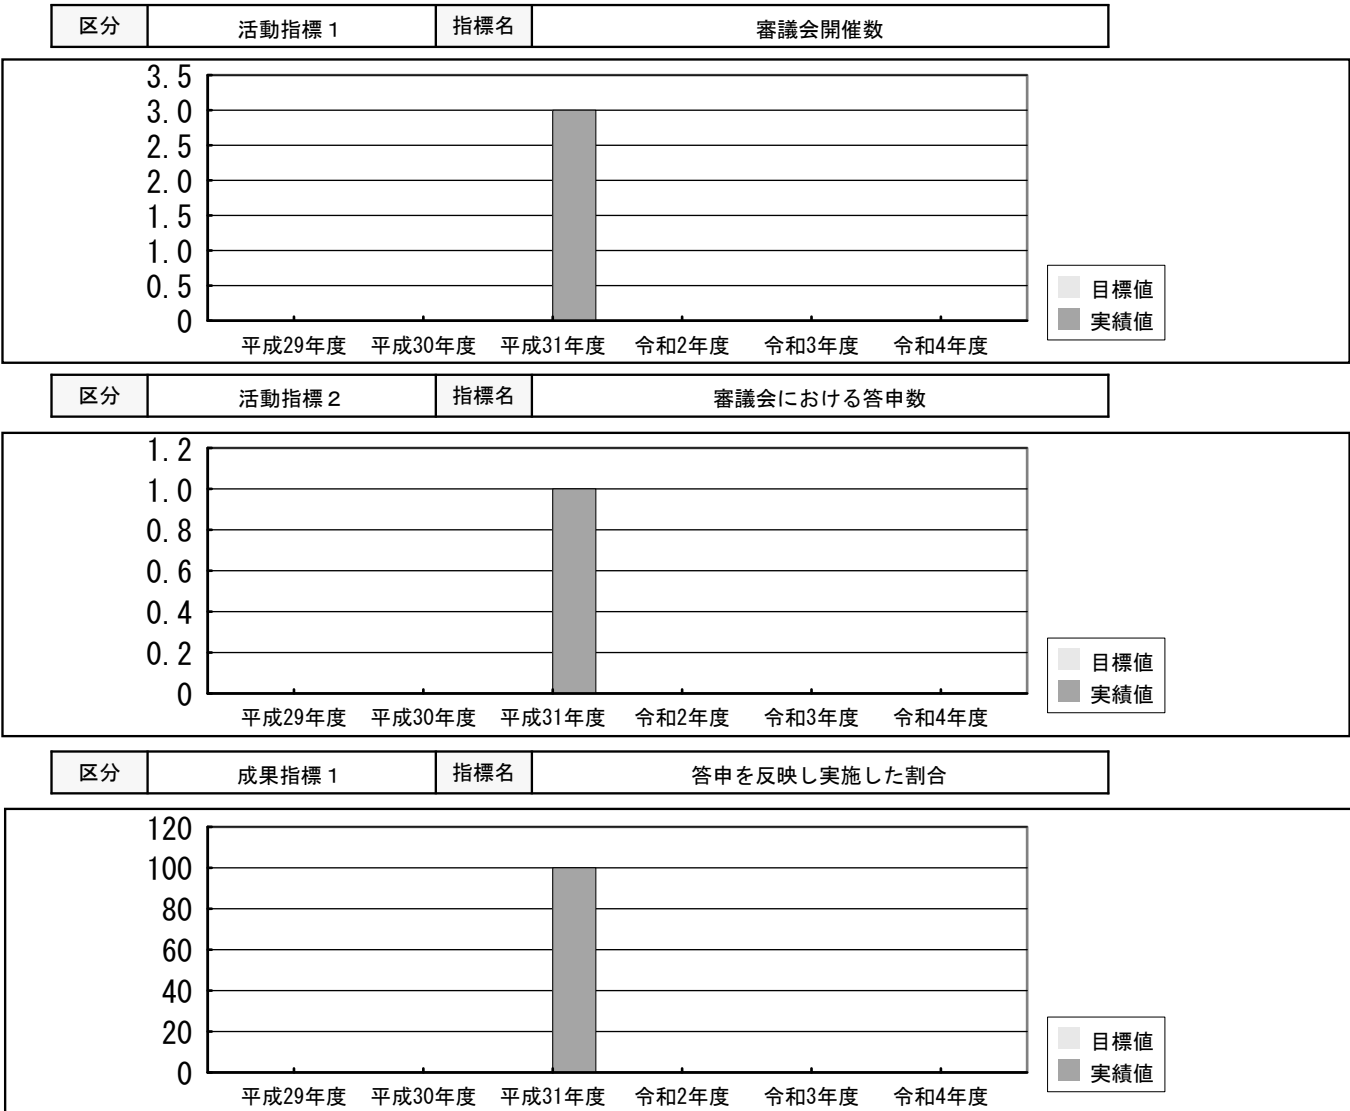 区分 活動指標1 指標名 審議会開催数
3.5
3.0
2.5
2.0
1.5
1.0
0.5
0
平成29年度 平成30年度 平成31年度 令和2年度 令和3年度 令和4年度
目標値
実績値
区分 活動指標2 指標名 審議会における答申数
1.2
1.0
0.8
0.6
0.4
0.2
0
平成29年度 平成30年度 平成31年度 令和2年度 令和3年度 令和4年度
目標値
実績値
区分 成果指標1 指標名 答申を反映し実施した割合
120
100
80
60
40
20
0
平成29年度 平成30年度 平成31年度 令和2年度 令和3年度 令和4年度
目標値
実績値